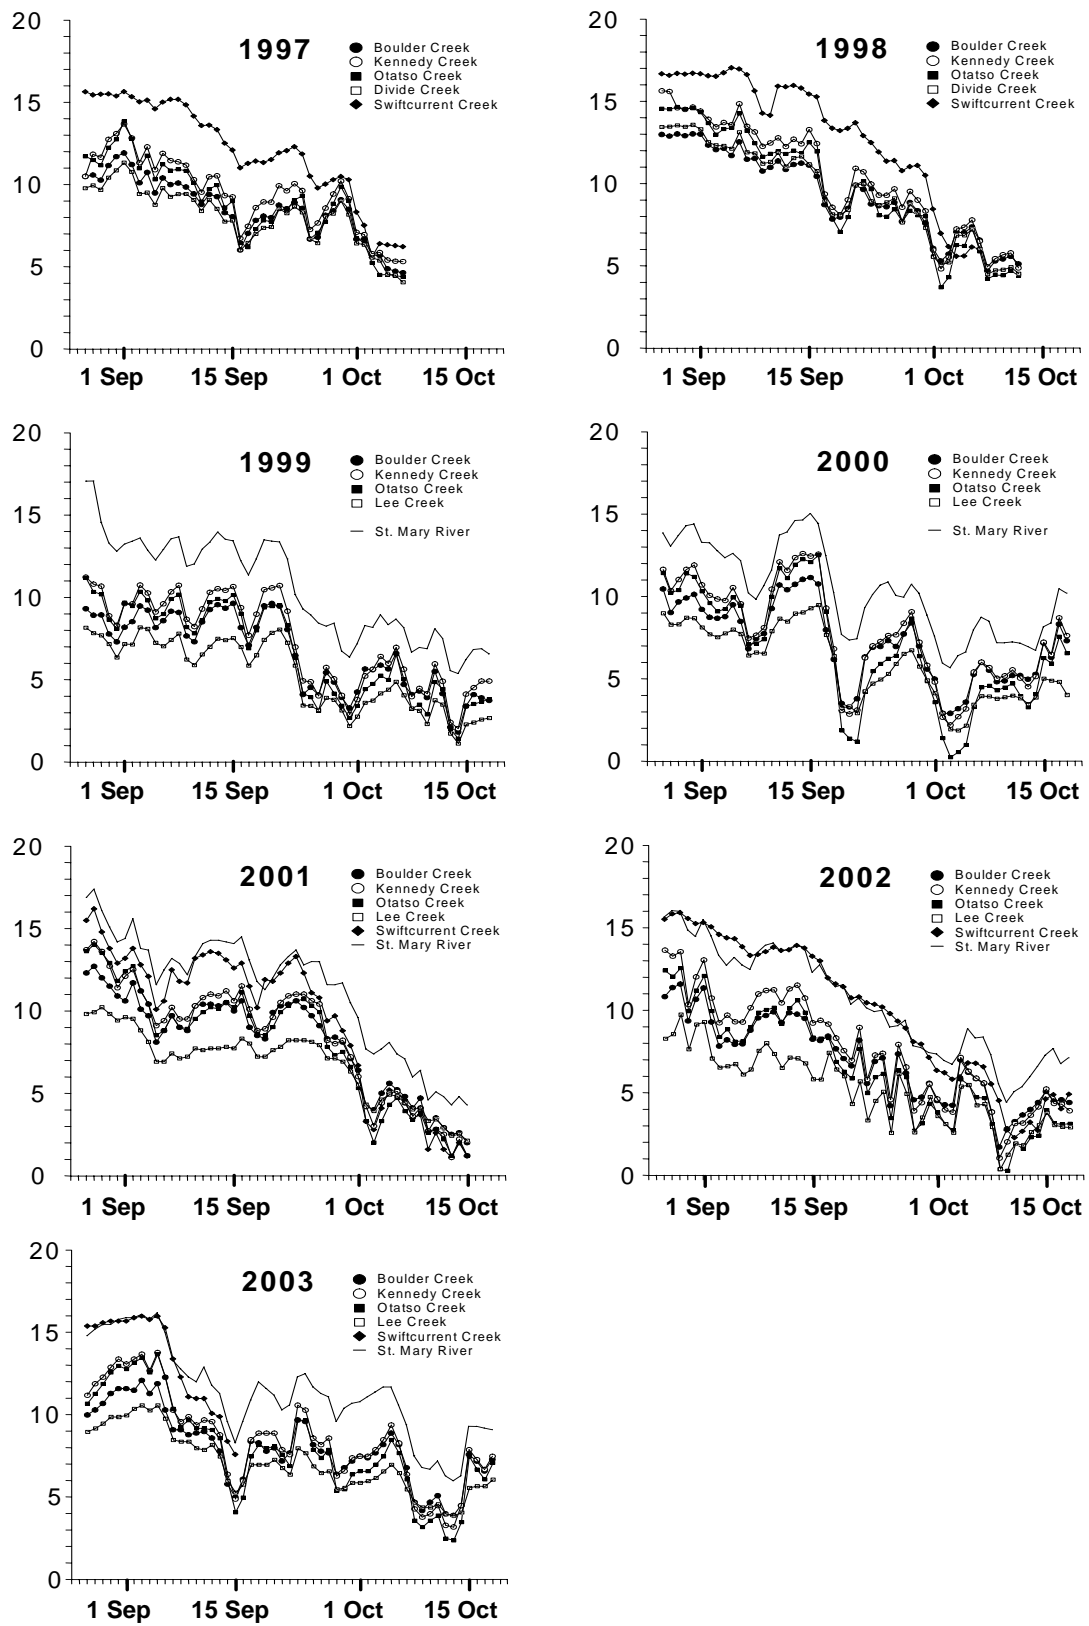 20
15
10
5
0
1997
Boulder Creek
Kennedy Creek
Otatso Creek
Divide Creek
Swiftcurrent Creek
1 Sep 15 Sep 1 Oct 15 Oct
20
15
10
5
0
1998
Boulder Creek
Kennedy Creek
Otatso Creek
Divide Creek
Swiftcurrent Creek
1 Sep 15 Sep 1 Oct 15 Oct
20
15
10
5
0
1999
Boulder Creek
Kennedy Creek
Otatso Creek
Lee Creek
St. Mary River
1 Sep 15 Sep 1 Oct 15 Oct
20
15
10
5
0
2000
Boulder Creek
Kennedy Creek
Otatso Creek
Lee Creek
St. Mary River
1 Sep 15 Sep 1 Oct 15 Oct
20
15
10
5
0
2001
Boulder Creek
Kennedy Creek
Otatso Creek
Lee Creek
Swiftcurrent Creek
St. Mary River
1 Sep 15 Sep 1 Oct 15 Oct
20
15
10
5
0
2002
Boulder Creek
Kennedy Creek
Otatso Creek
Lee Creek
Swiftcurrent Creek
St. Mary River
1 Sep 15 Sep 1 Oct 15 Oct
20
15
10
5
0
2003
Boulder Creek
Kennedy Creek
Otatso Creek
Lee Creek
Swiftcurrent Creek
St. Mary River
1 Sep 15 Sep 1 Oct 15 Oct